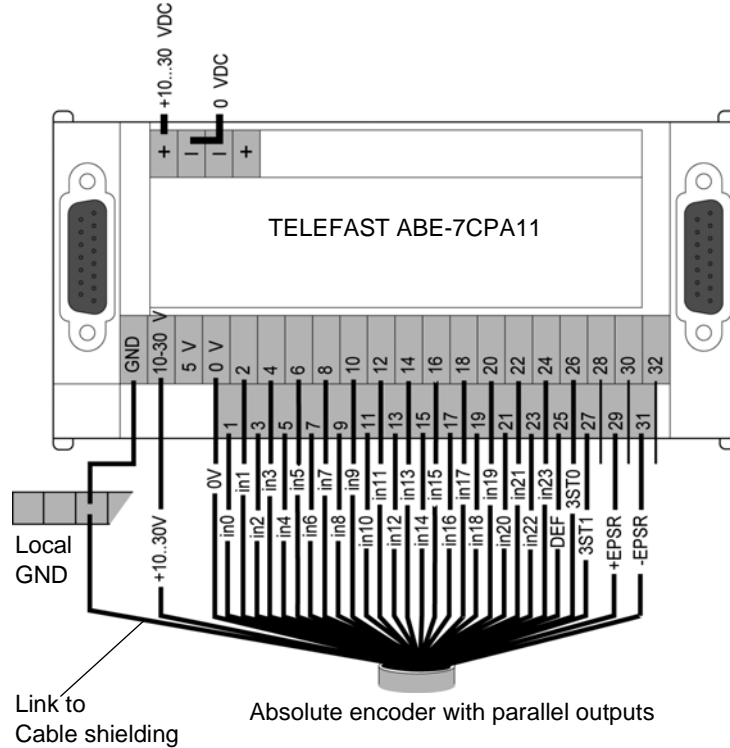 +10...30 VDC
0 VDC
+ – – +
TELEFAST ABE-7CPA11
GND 10-30 V 5 V 0 V 2 4 6 8 10 12 14 16 18 20 22 24 26 28 30 32
1 3 5 7 9 11 13 15 17 19 21 23 25 27 29 31
+10..30V
0V
in0
in1
in2
in3
in4
in5
in6
in7
in8
in9
in10
in11
in12
in13
in14
in15
in16
in17
in18
in19
in20
in21
in22
in23
DEF
3ST0
3ST1
+EPSR
-EPSR
Local
GND
Link to
Cable shielding
Absolute encoder with parallel outputs